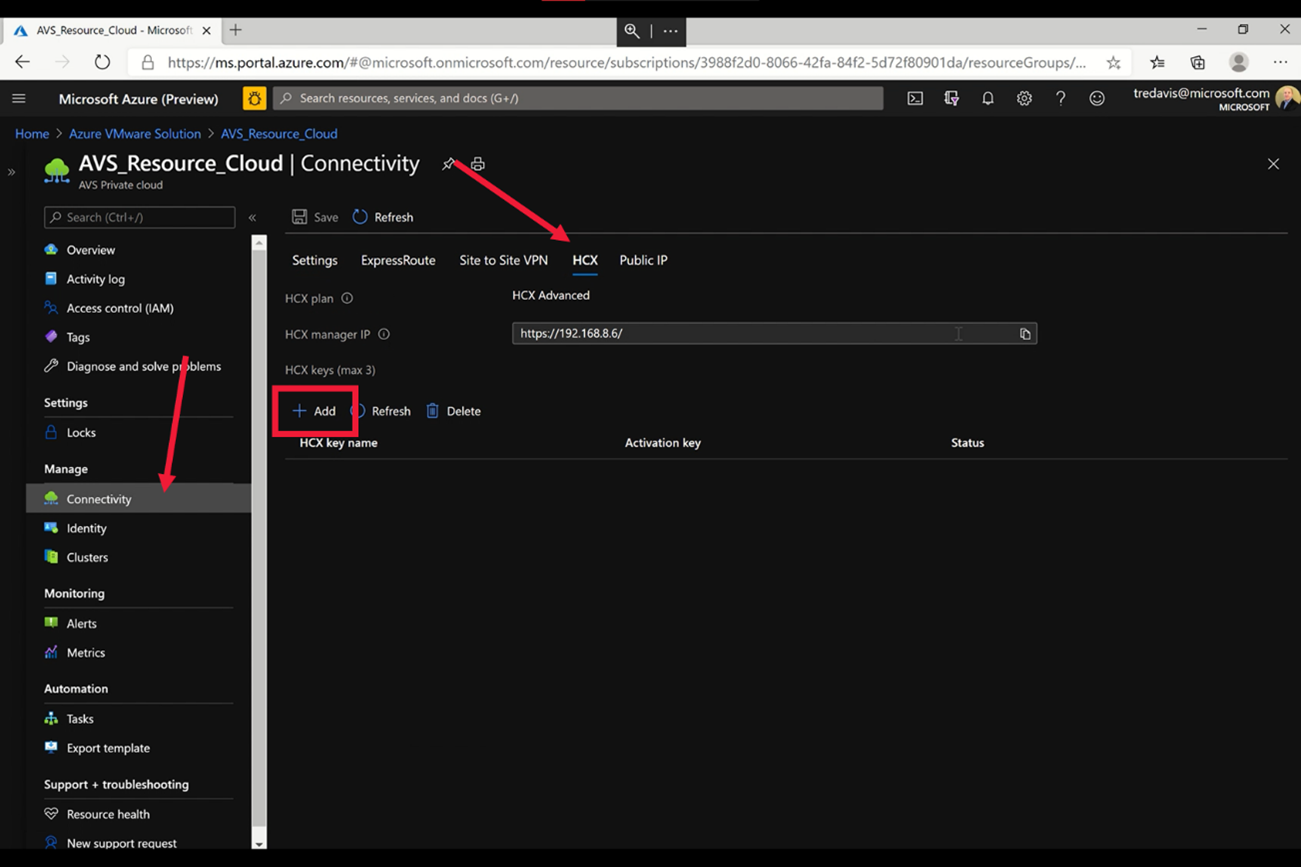 AVS_Resource_Cloud - Microsoft
https://ms.portal.azure.com/#@microsoft.onmicrosoft.com/resource/subscriptions/3988f2d0-8066-42fa-84f2-5d72f80901da/resourceGroups/...
Microsoft Azure (Preview)
Search resources, services, and docs (G+/)
tredavis@microsoft.com
MICROSOFT
Home > Azure VMware Solution > AVS_Resource_Cloud
AVS_Resource_Cloud | Connectivity
AVS Private cloud
Search (Ctrl+/)
Overview
Activity log
Access control (IAM)
Tags
Diagnose and solve problems
Settings
Locks
Manage
Connectivity
Identity
Clusters
Monitoring
Alerts
Metrics
Automation
Tasks
Export template
Support + troubleshooting
Resource health
New support request
Save Refresh
Settings ExpressRoute Site to Site VPN HCX Public IP
HCX plan HCX Advanced
HCX manager IP https://192.168.8.6/
HCX keys (max 3)
Add Refresh Delete
HCX key name Activation key Status